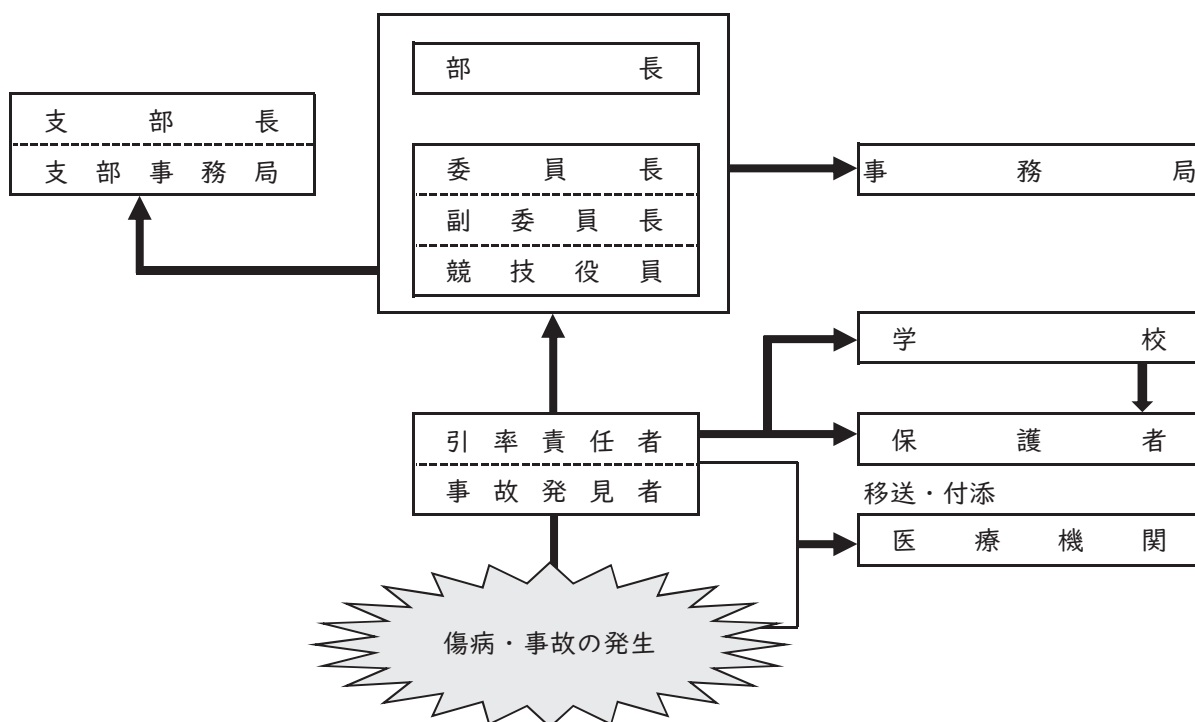 部長
支部長
支部事務局
委員長
副委員長
競技役員
事務局
学校
引率責任者
保護者
事故発見者
移送・付添
医療機関
傷病・事故の発生